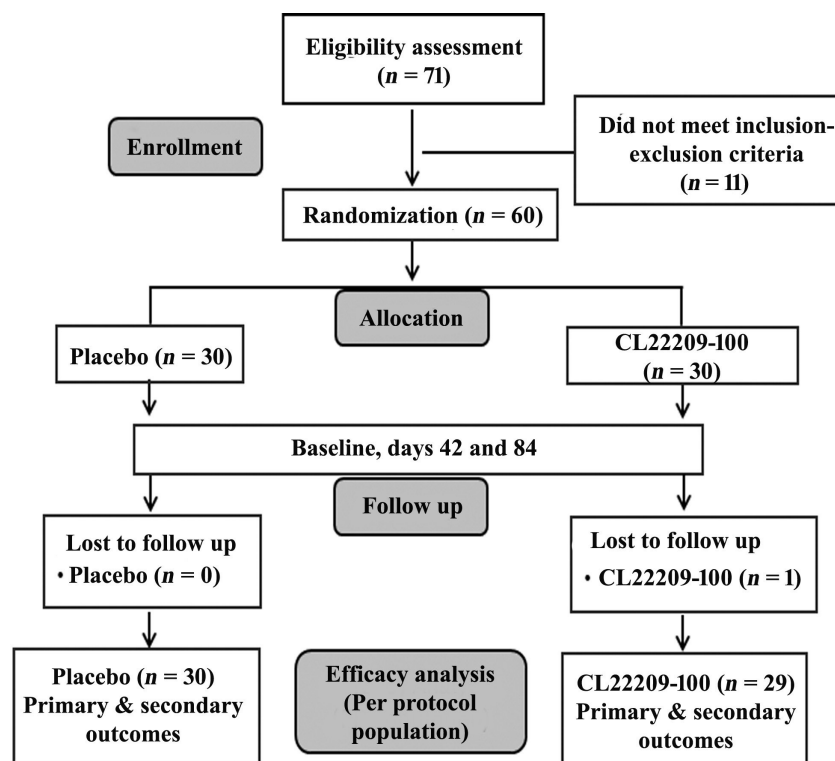 Eligibility assessment
(n = 71)
Did not meet inclusion-
exclusion criteria
(n = 11)
Enrollment
Randomization (n = 60)
Allocation
Placebo (n = 30)
CL22209-100
(n = 30)
Baseline, days 42 and 84
Follow up
Lost to follow up
• Placebo (n = 0)
Lost to follow up
• CL22209-100 (n = 1)
Placebo (n = 30)
Primary & secondary
outcomes
Efficacy analysis
(Per protocol
population)
CL22209-100 (n = 29)
Primary & secondary
outcomes